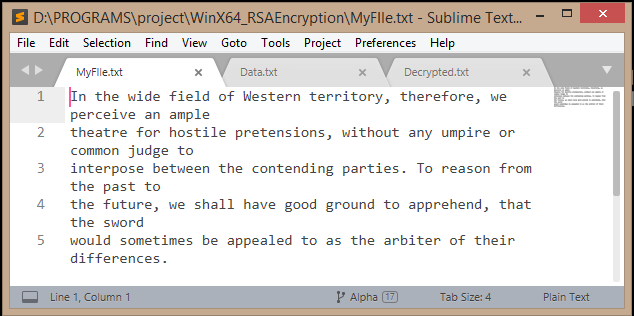 D:\PROGRAMS\project\WinX64_RSAEncryption\MyFIle.txt - Sublime Text...
File Edit Selection Find View Goto Tools Project Preferences Help
MyFIle.txt Data.txt Decrypted.txt
1 In the wide field of Western territory, therefore, we
perceive an ample
2 theatre for hostile pretensions, without any umpire or
common judge to
3 interpose between the contending parties. To reason from
the past to
4 the future, we shall have good ground to apprehend, that
the sword
5 would sometimes be appealed to as the arbiter of their
differences.
Line 1, Column 1 Alpha 17 Tab Size: 4 Plain Text